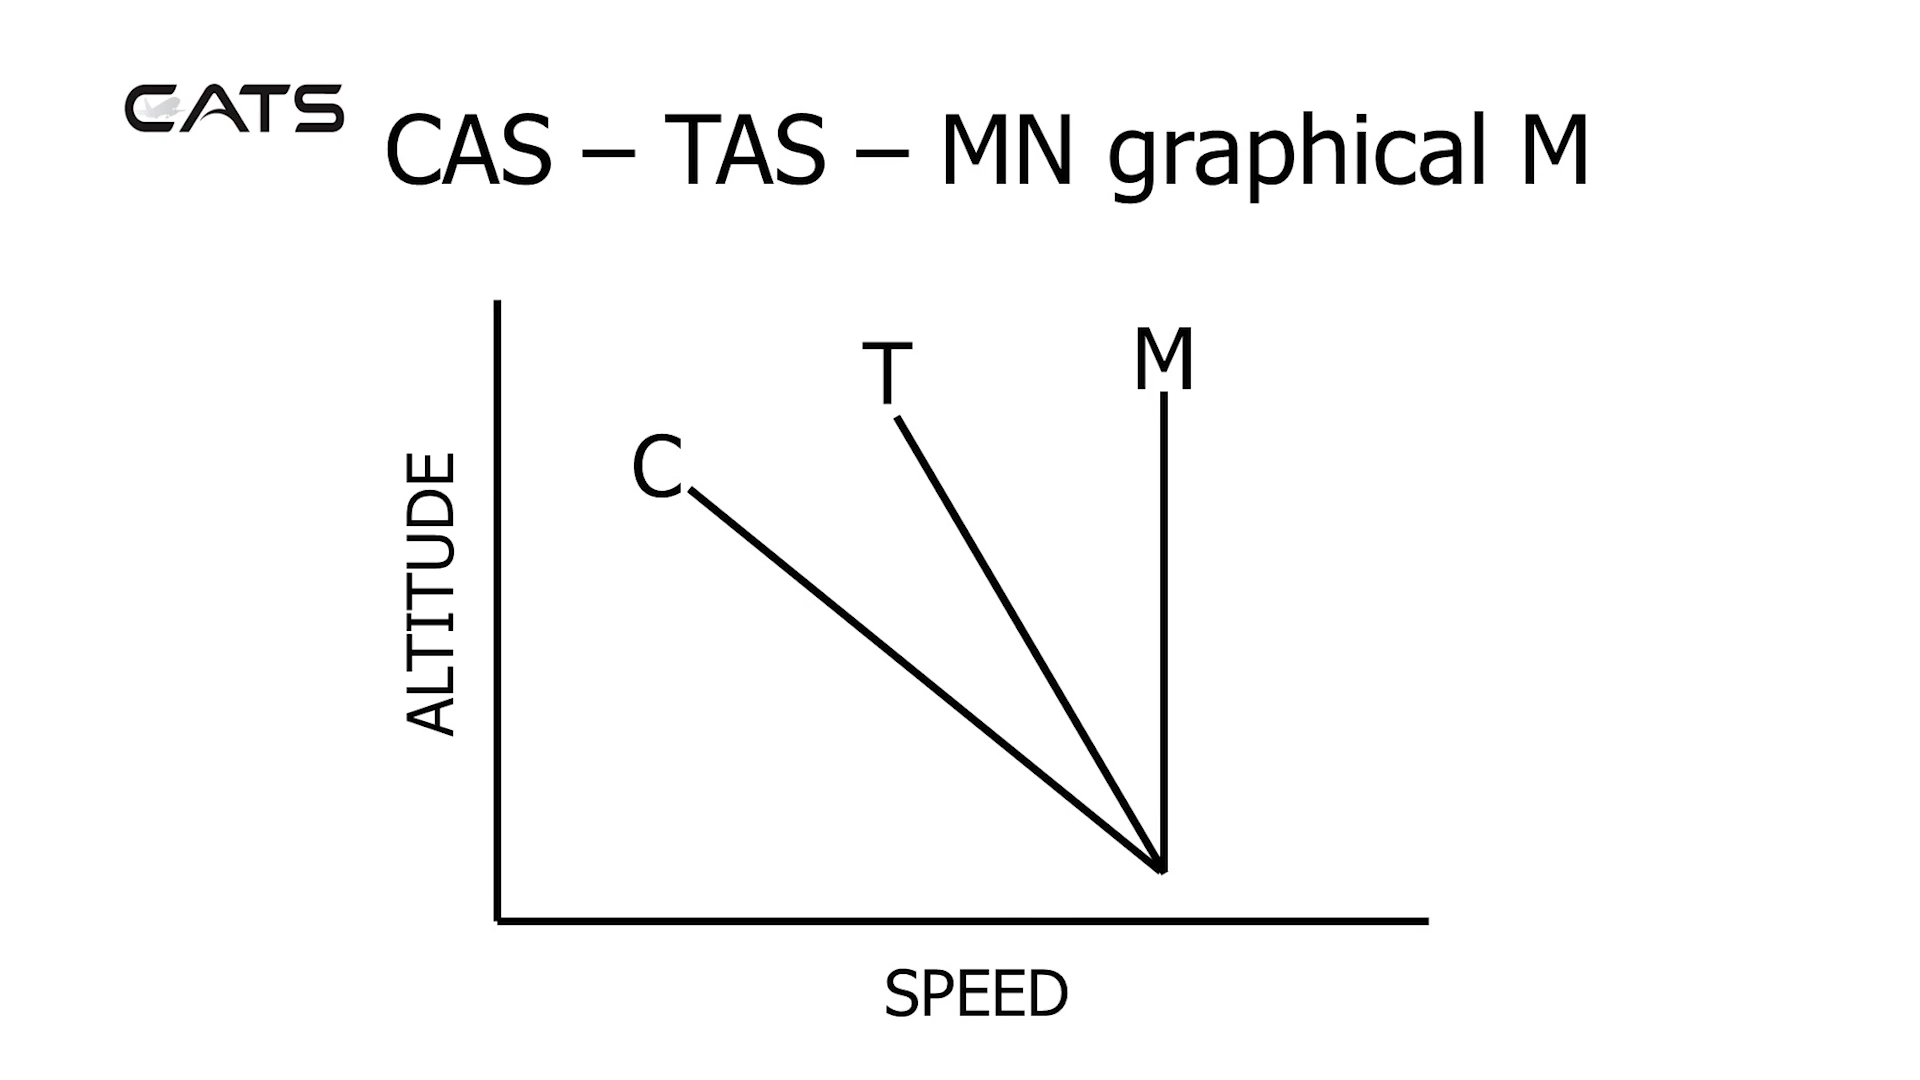 CATS
CAS – TAS – MN graphical M
T
M
C
ALTITUDE
SPEED